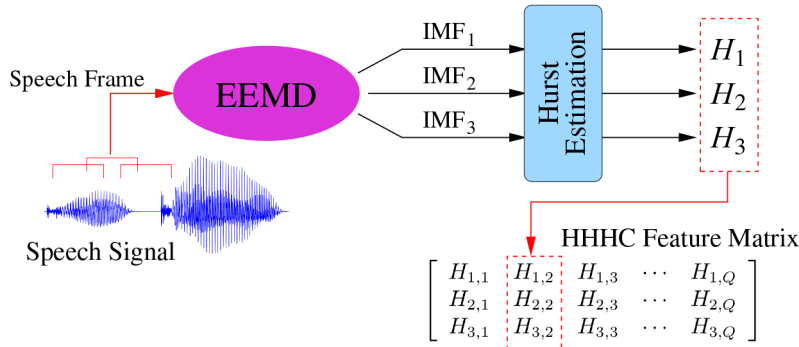 IMF₁
H₁
Speech Frame
EEMD
IMF₂
Hurst Estimation
H₂
IMF₃
H₃
Speech Signal
HHHC Feature Matrix
H₁,₁ H₁,₂ H₁,₃ ⋯ H₁,Q
H₂,₁ H₂,₂ H₂,₃ ⋯ H₂,Q
H₃,₁ H₃,₂ H₃,₃ ⋯ H₃,Q